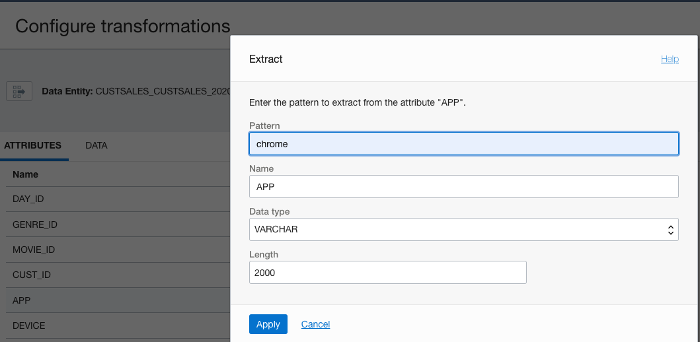 Configure transformations
Data Entity: CUSTSALES_CUSTSALES_202
ATTRIBUTES DATA
Name
DAY_ID
GENRE_ID
MOVIE_ID
CUST_ID
APP
DEVICE
Extract Help
Enter the pattern to extract from the attribute "APP".
Pattern
chrome
Name
APP
Data type
VARCHAR
Length
2000
Apply Cancel